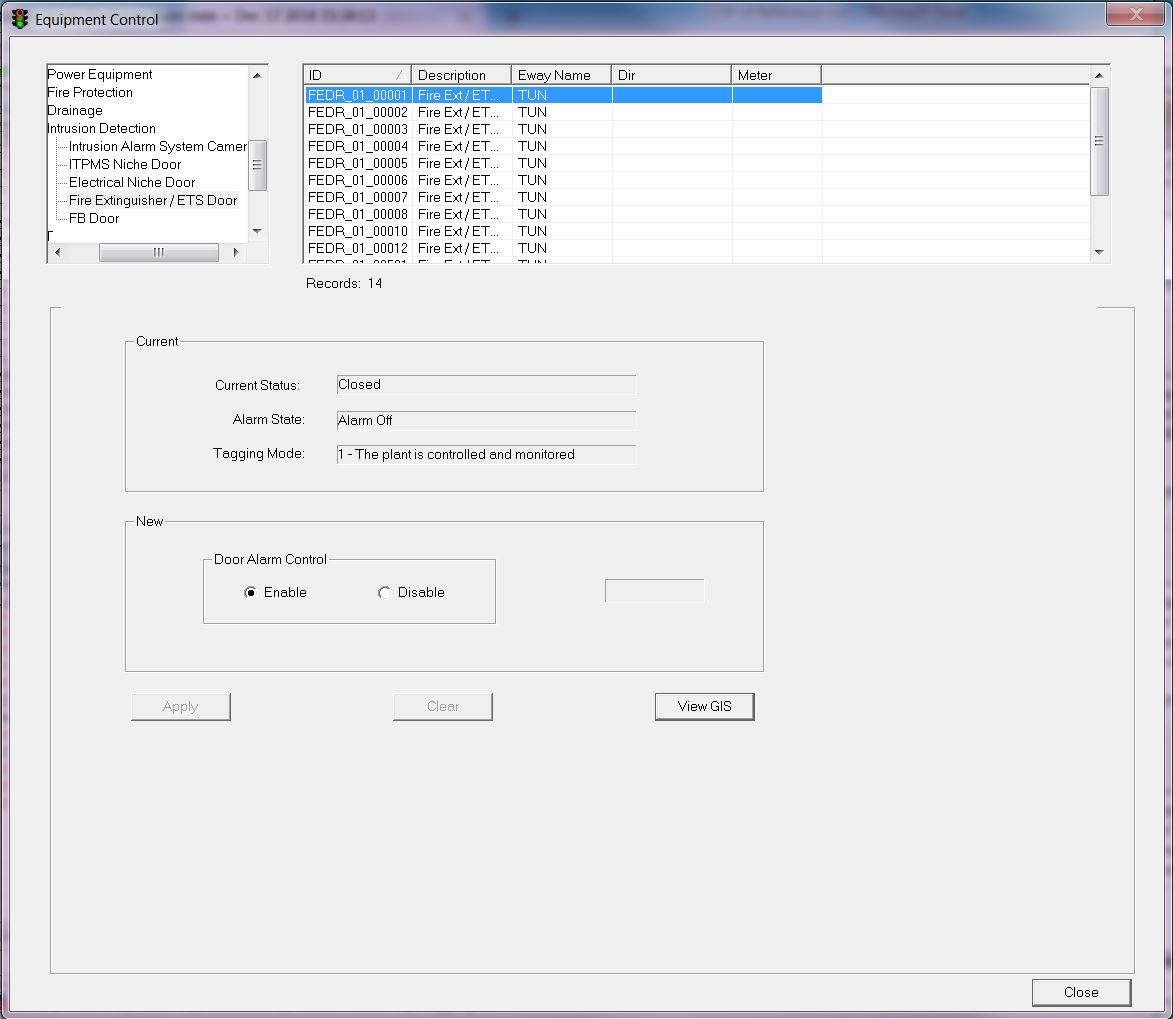 Equipment Control
Power Equipment
Fire Protection
Drainage
Intrusion Detection
Intrusion Alarm System Camer
ITPMS Niche Door
Electrical Niche Door
Fire Extinguisher / ETS Door
FB Door
ID Description Eway Name Dir Meter
FEDR_01_00001 Fire Ext / ET... TUN
FEDR_01_00002 Fire Ext / ET... TUN
FEDR_01_00003 Fire Ext / ET... TUN
FEDR_01_00004 Fire Ext / ET... TUN
FEDR_01_00005 Fire Ext / ET... TUN
FEDR_01_00006 Fire Ext / ET... TUN
FEDR_01_00007 Fire Ext / ET... TUN
FEDR_01_00008 Fire Ext / ET... TUN
FEDR_01_00010 Fire Ext / ET... TUN
FEDR_01_00012 Fire Ext / ET... TUN
Records: 14
Current
Current Status: Closed
Alarm State: Alarm Off
Tagging Mode: 1 - The plant is controlled and monitored
New
Door Alarm Control
Enable Disable
Apply Clear View GIS
Close